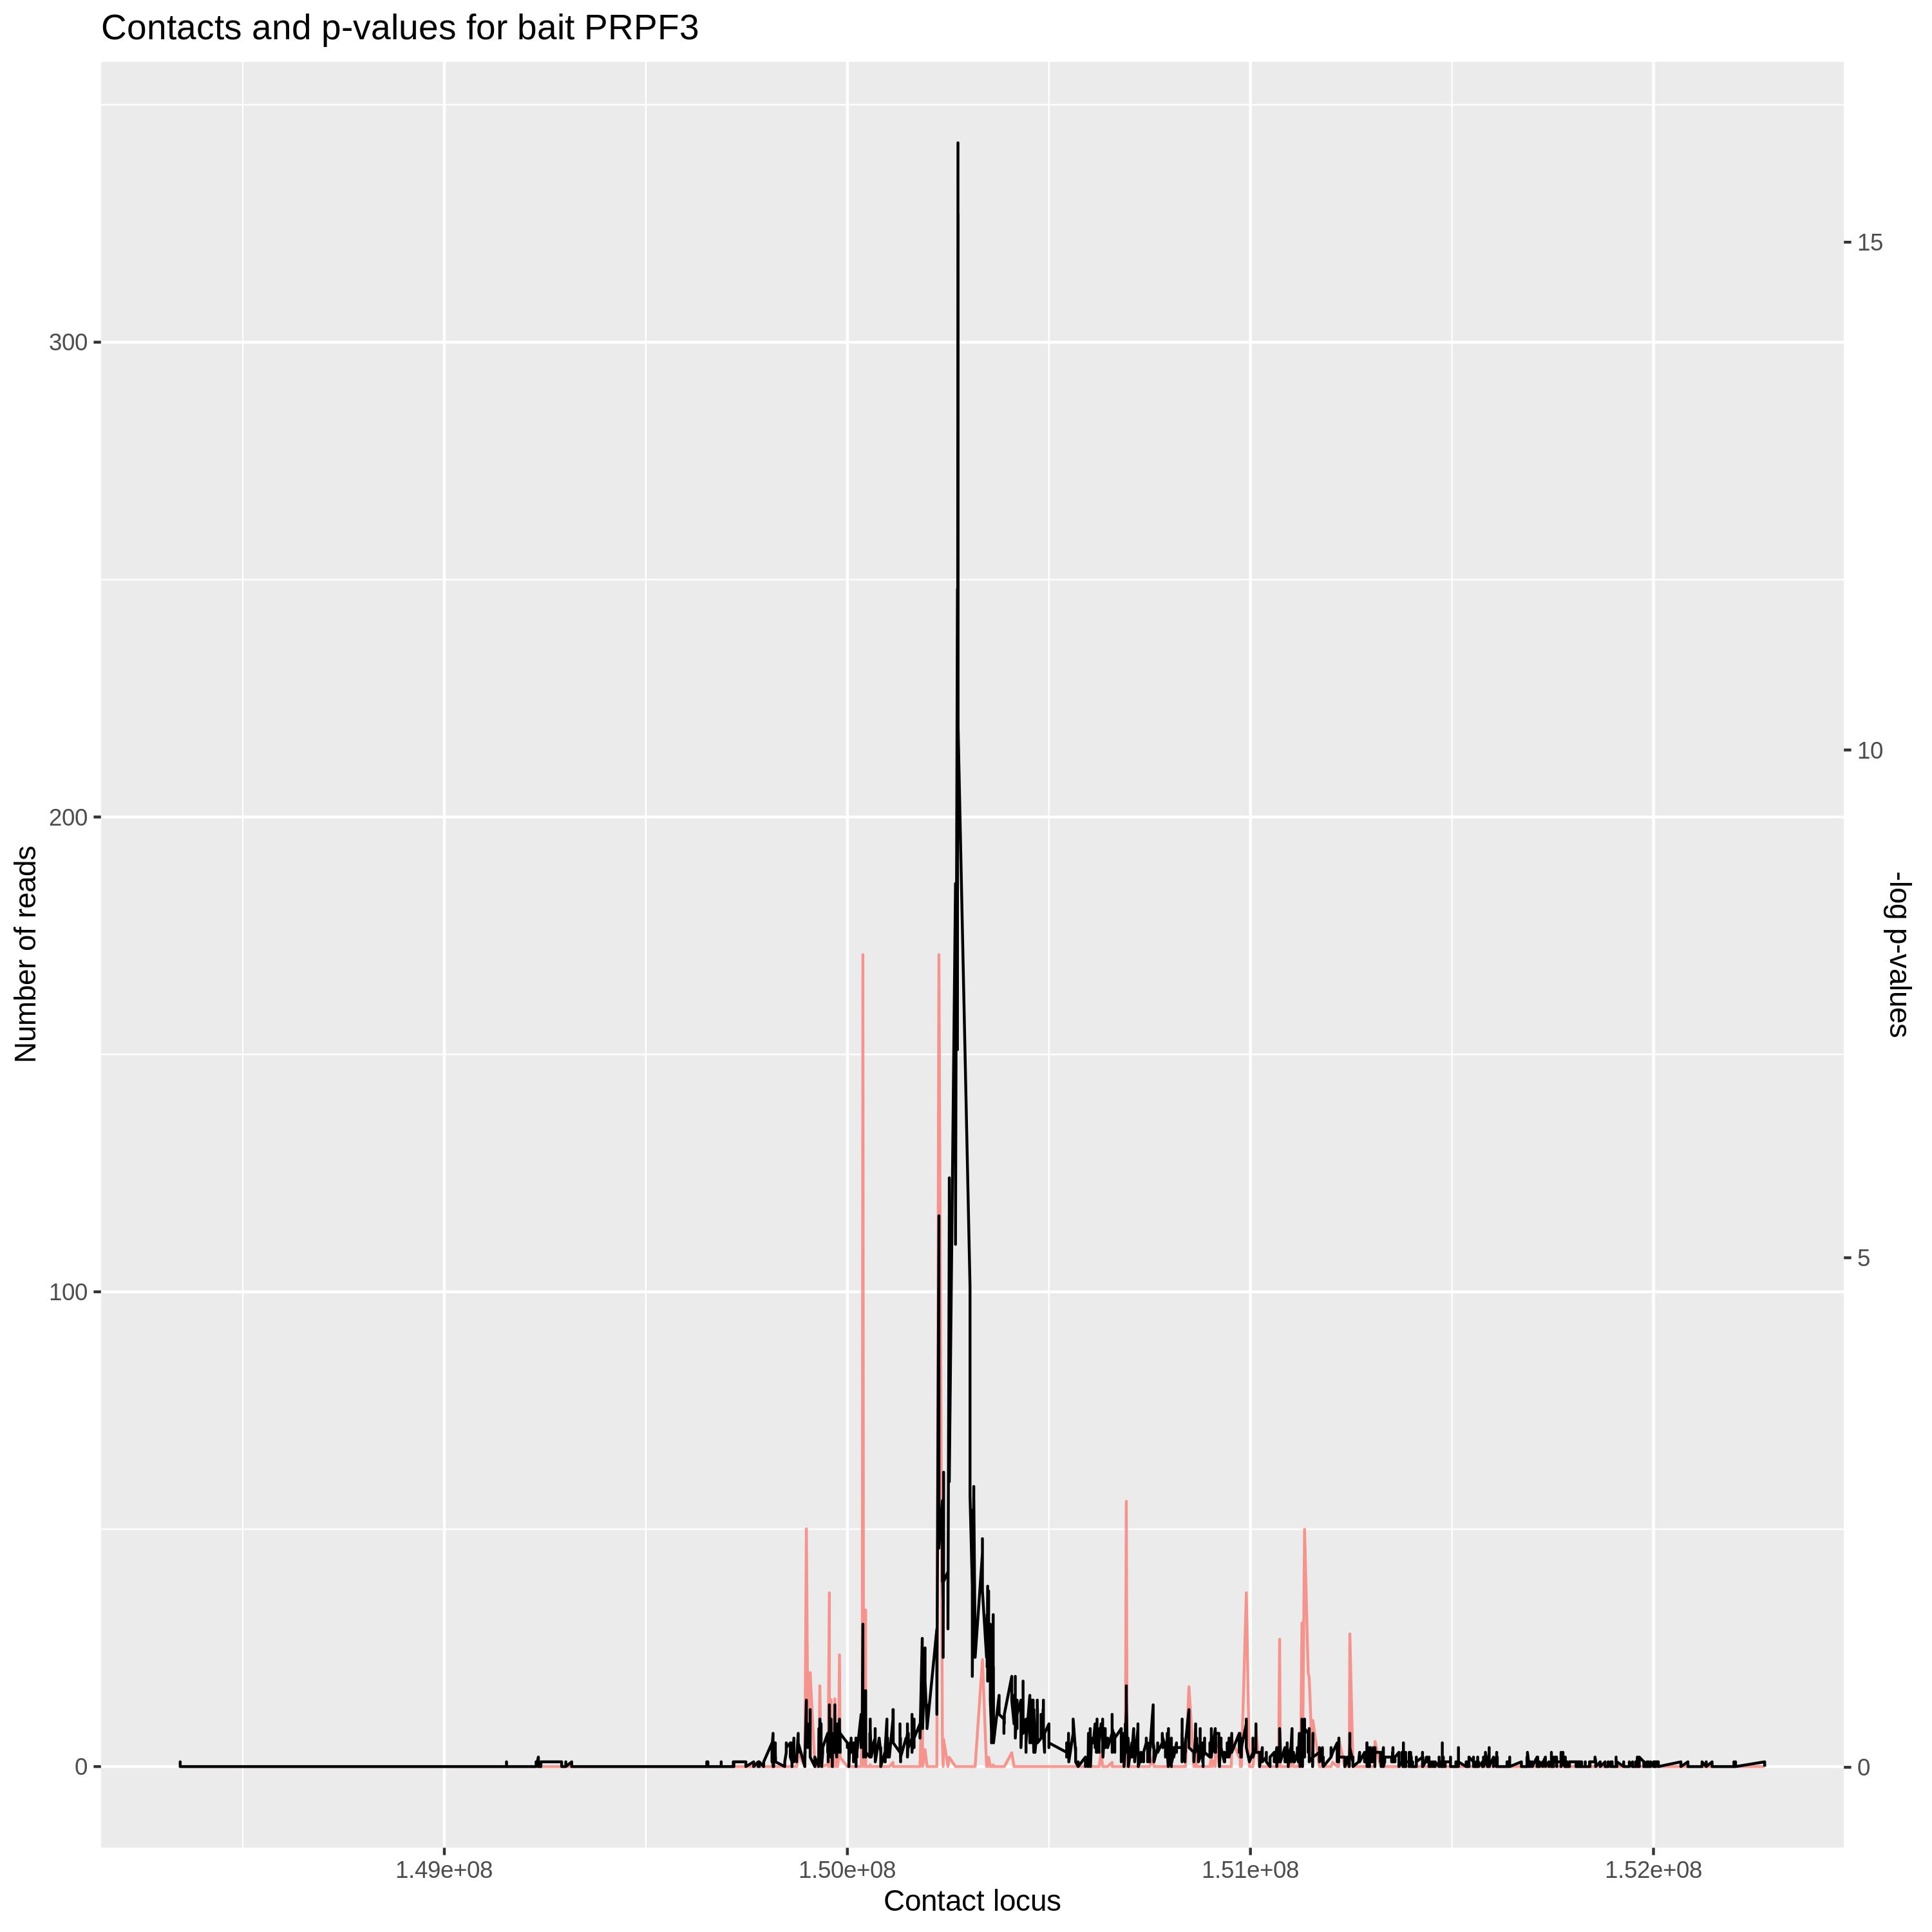 Contacts and p-values for bait PRPF3
15
300
10
200
Number of reads
-log p-values
5
100
0
0
1.49e+08
1.50e+08
1.51e+08
1.52e+08
Contact locus